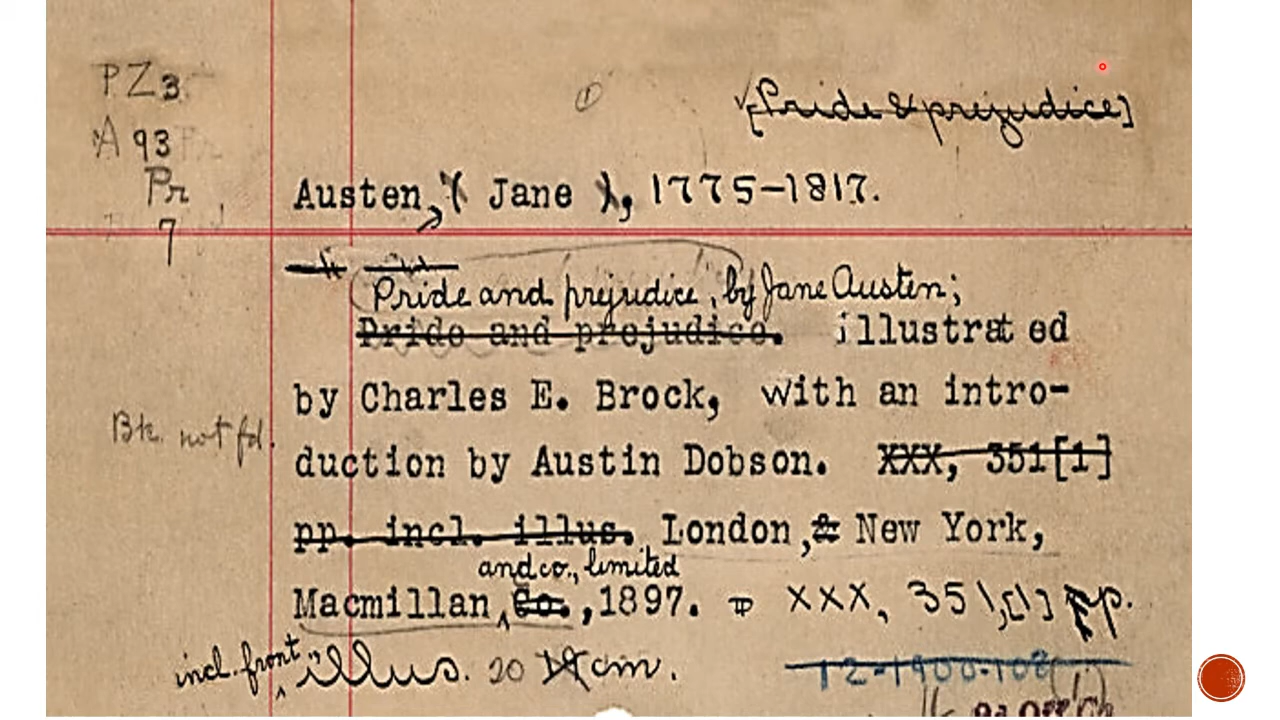 PZ3
①
[Pride & prejudice]
A93
Pr
7
Austen, (Jane), 1775-1817.
Pride and prejudice, by Jane Austen;
Pride and prejudice. illustrated
by Charles E. Brock, with an intro-
Bk. not fd.
duction by Austin Dobson. XXX, 351[1]
pp. incl. illus. London, & New York,
and co., limited
Macmillan, Co., 1897. XXX, 351,[1] pp.
incl. front., illus. 20 19 cm.